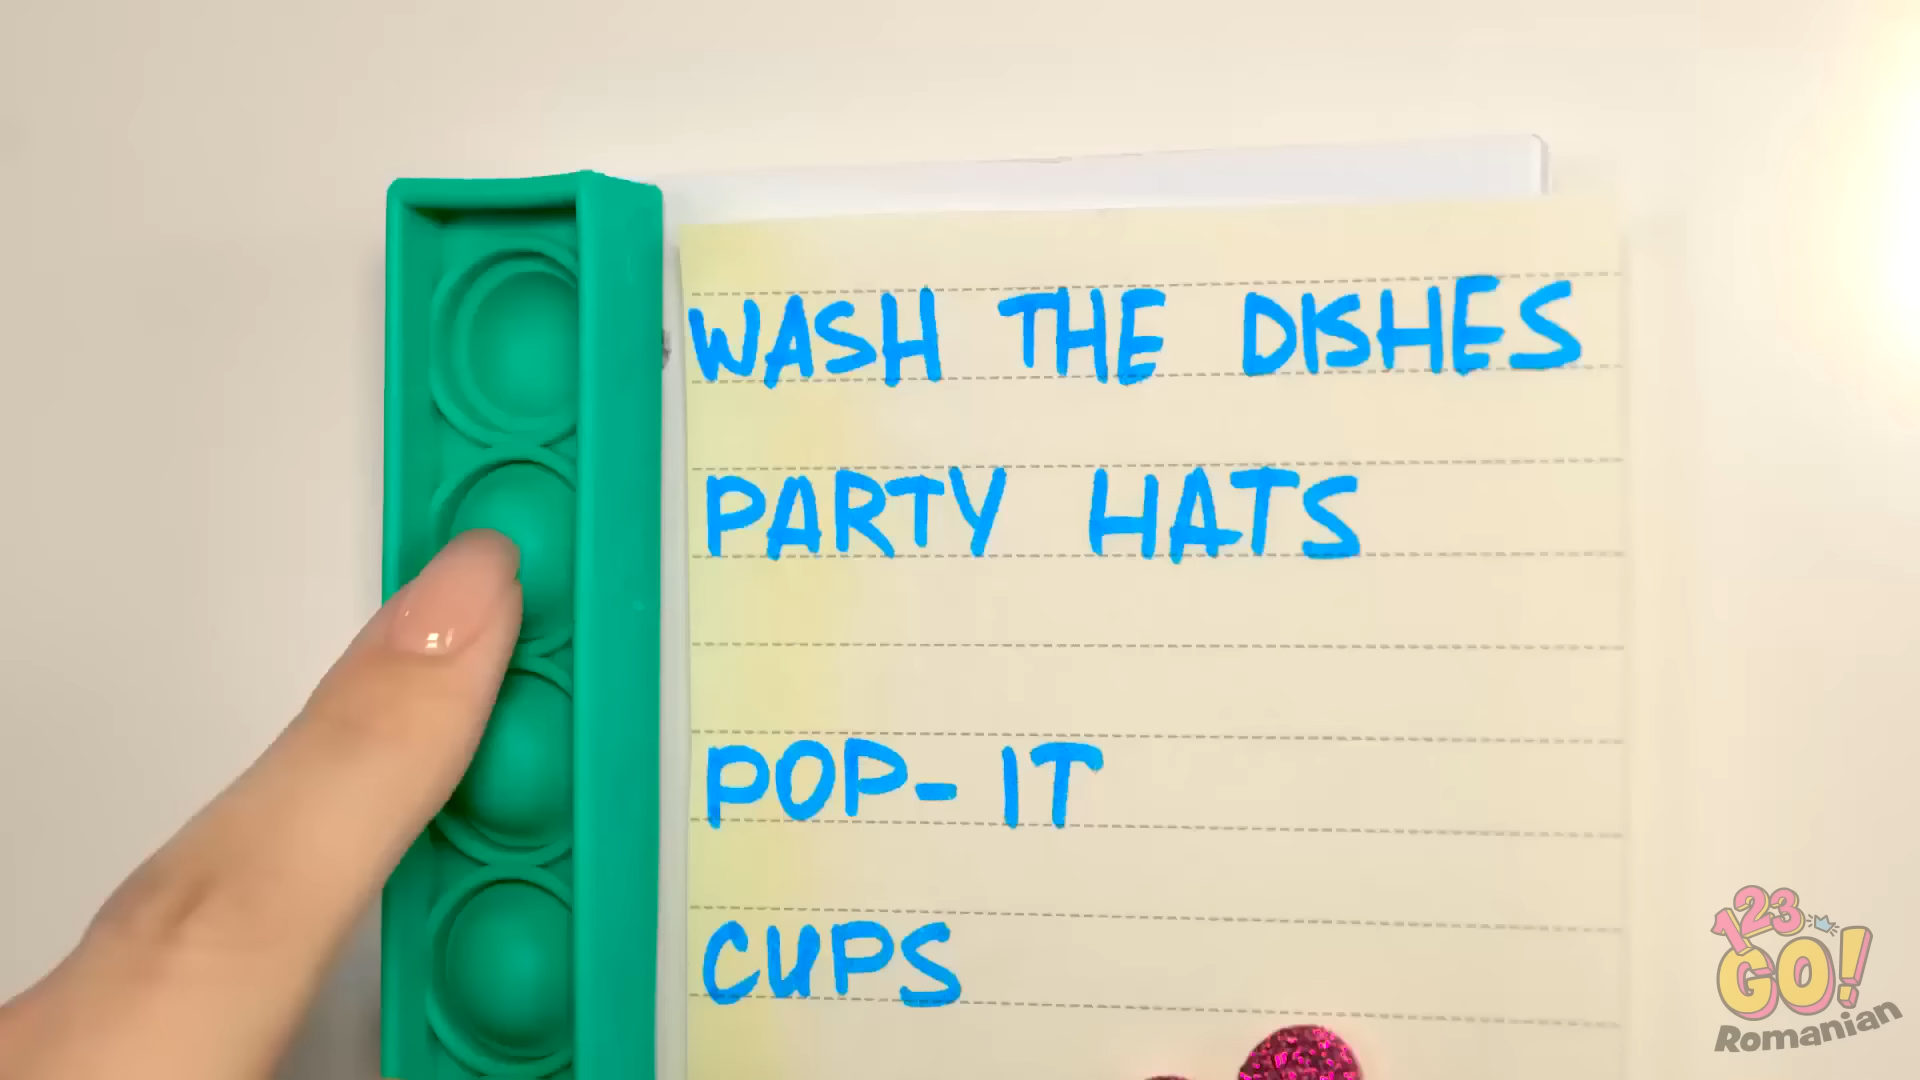 WASH THE DISHES
PARTY HATS
POP-IT
CUPS
123
GO!
Romanian